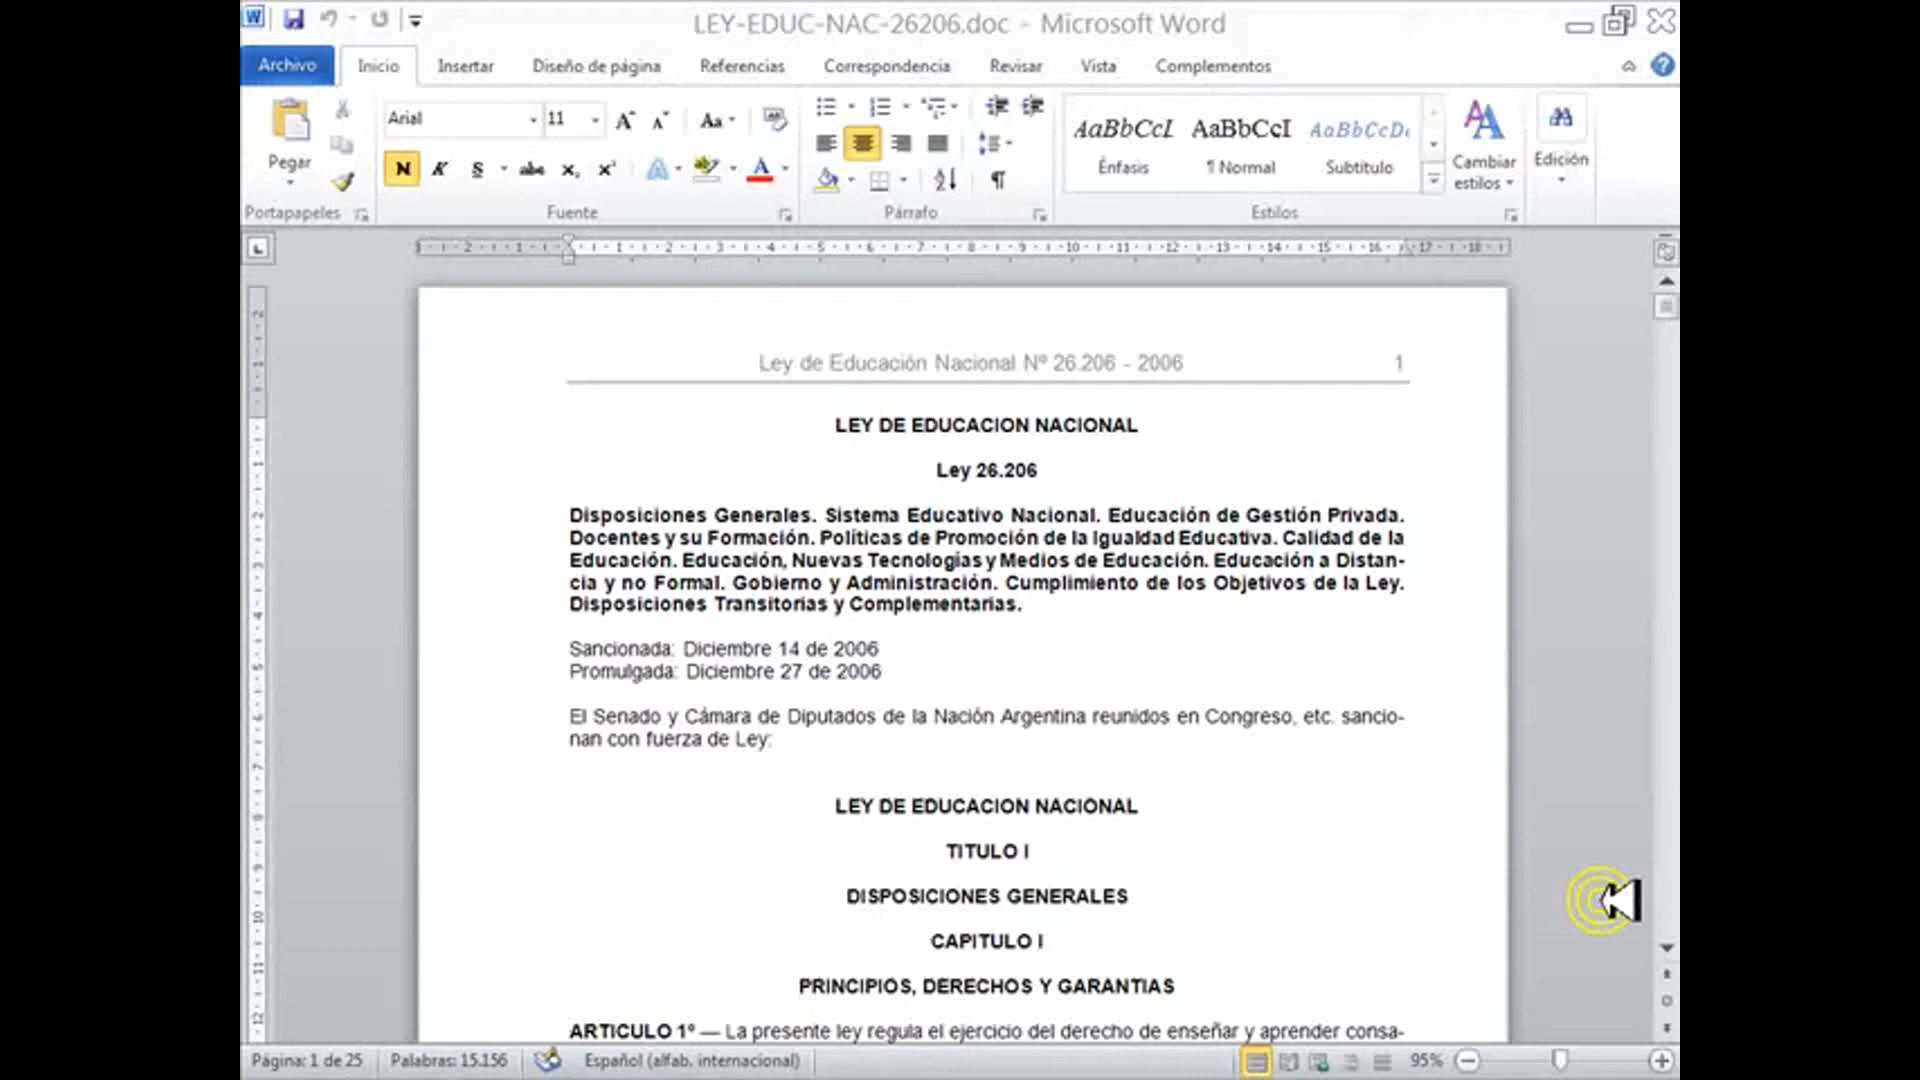 LEY-EDUC-NAC-26206.doc - Microsoft Word
Archivo Inicio Insertar Diseño de página Referencias Correspondencia Revisar Vista Complementos
Arial 11
Pegar
N K S abc x₂ x² A A
AaBbCcI AaBbCcI AaBbCcD
Énfasis ¶ Normal Subtítulo
Cambiar estilos
Edición
Portapapeles Fuente Párrafo Estilos
Ley de Educación Nacional Nº 26.206 - 2006 1
LEY DE EDUCACION NACIONAL
Ley 26.206
Disposiciones Generales. Sistema Educativo Nacional. Educación de Gestión Privada.
Docentes y su Formación. Políticas de Promoción de la Igualdad Educativa. Calidad de la
Educación. Educación, Nuevas Tecnologías y Medios de Educación. Educación a Distan-
cia y no Formal. Gobierno y Administración. Cumplimiento de los Objetivos de la Ley.
Disposiciones Transitorias y Complementarias.
Sancionada: Diciembre 14 de 2006
Promulgada: Diciembre 27 de 2006
El Senado y Cámara de Diputados de la Nación Argentina reunidos en Congreso, etc. sancio-
nan con fuerza de Ley:
LEY DE EDUCACION NACIONAL
TITULO I
DISPOSICIONES GENERALES
CAPITULO I
PRINCIPIOS, DERECHOS Y GARANTIAS
ARTICULO 1º — La presente ley regula el ejercicio del derecho de enseñar y aprender consa-
Página: 1 de 25 Palabras: 15.156 Español (alfab. internacional) 95%